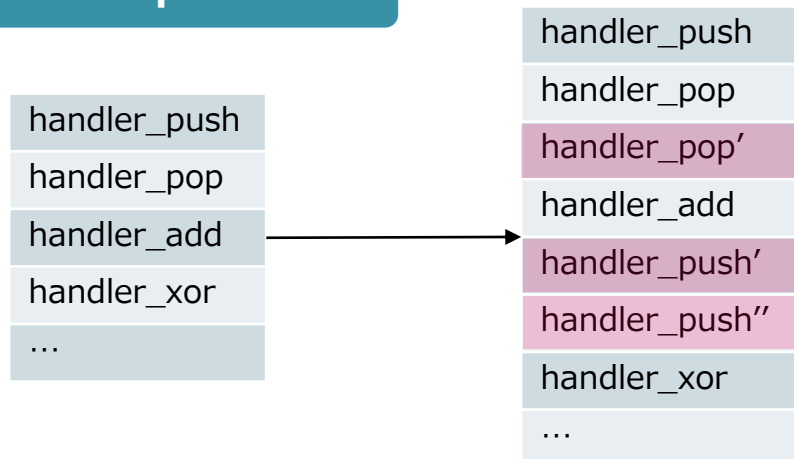 handler_push
handler_pop
handler_add
handler_xor
…
handler_push
handler_pop
handler_pop′
handler_add
handler_push′
handler_push′′
handler_xor
…